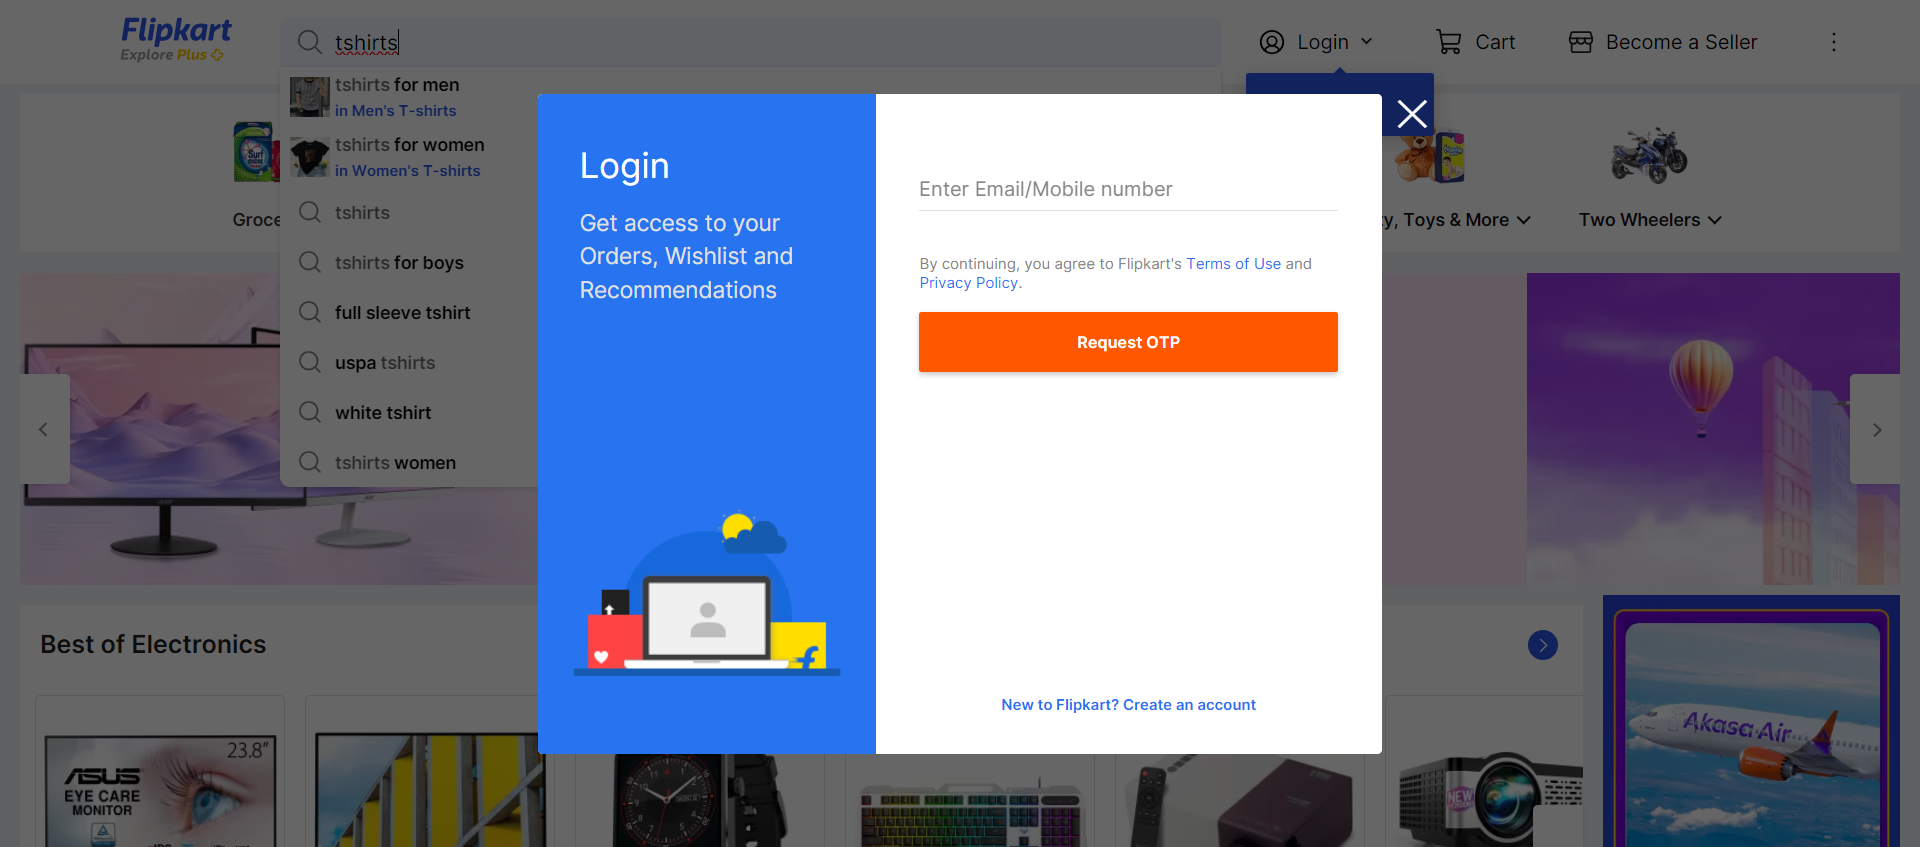 Flipkart
Explore Plus
tshirts
Login
Cart
Become a Seller
tshirts for men
in Men's T-shirts
tshirts for women
in Women's T-shirts
tshirts
tshirts for boys
full sleeve tshirt
uspa tshirts
white tshirt
tshirts women
Surf
excel
Groce
y, Toys & More
Two Wheelers
Login
Get access to your
Orders, Wishlist and
Recommendations
Enter Email/Mobile number
By continuing, you agree to Flipkart's Terms of Use and
Privacy Policy.
Request OTP
New to Flipkart? Create an account
acer
Best of Electronics
23.8"
ASUS
EYE CARE
MONITOR
NEW
Akasa Air